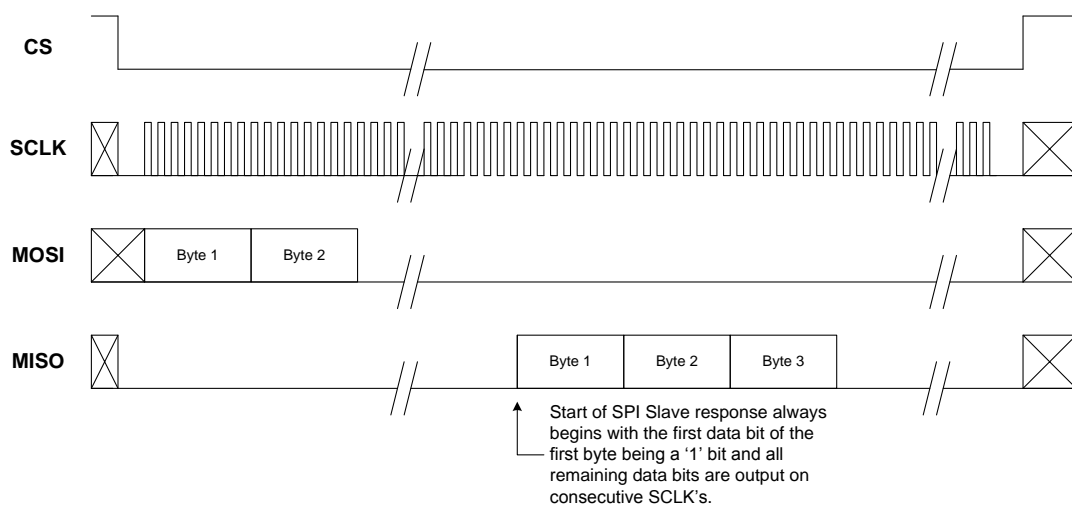 CS
SCLK
MOSI
Byte 1
Byte 2
MISO
Byte 1
Byte 2
Byte 3
Start of SPI Slave response always
begins with the first data bit of the
first byte being a ‘1’ bit and all
remaining data bits are output on
consecutive SCLK’s.